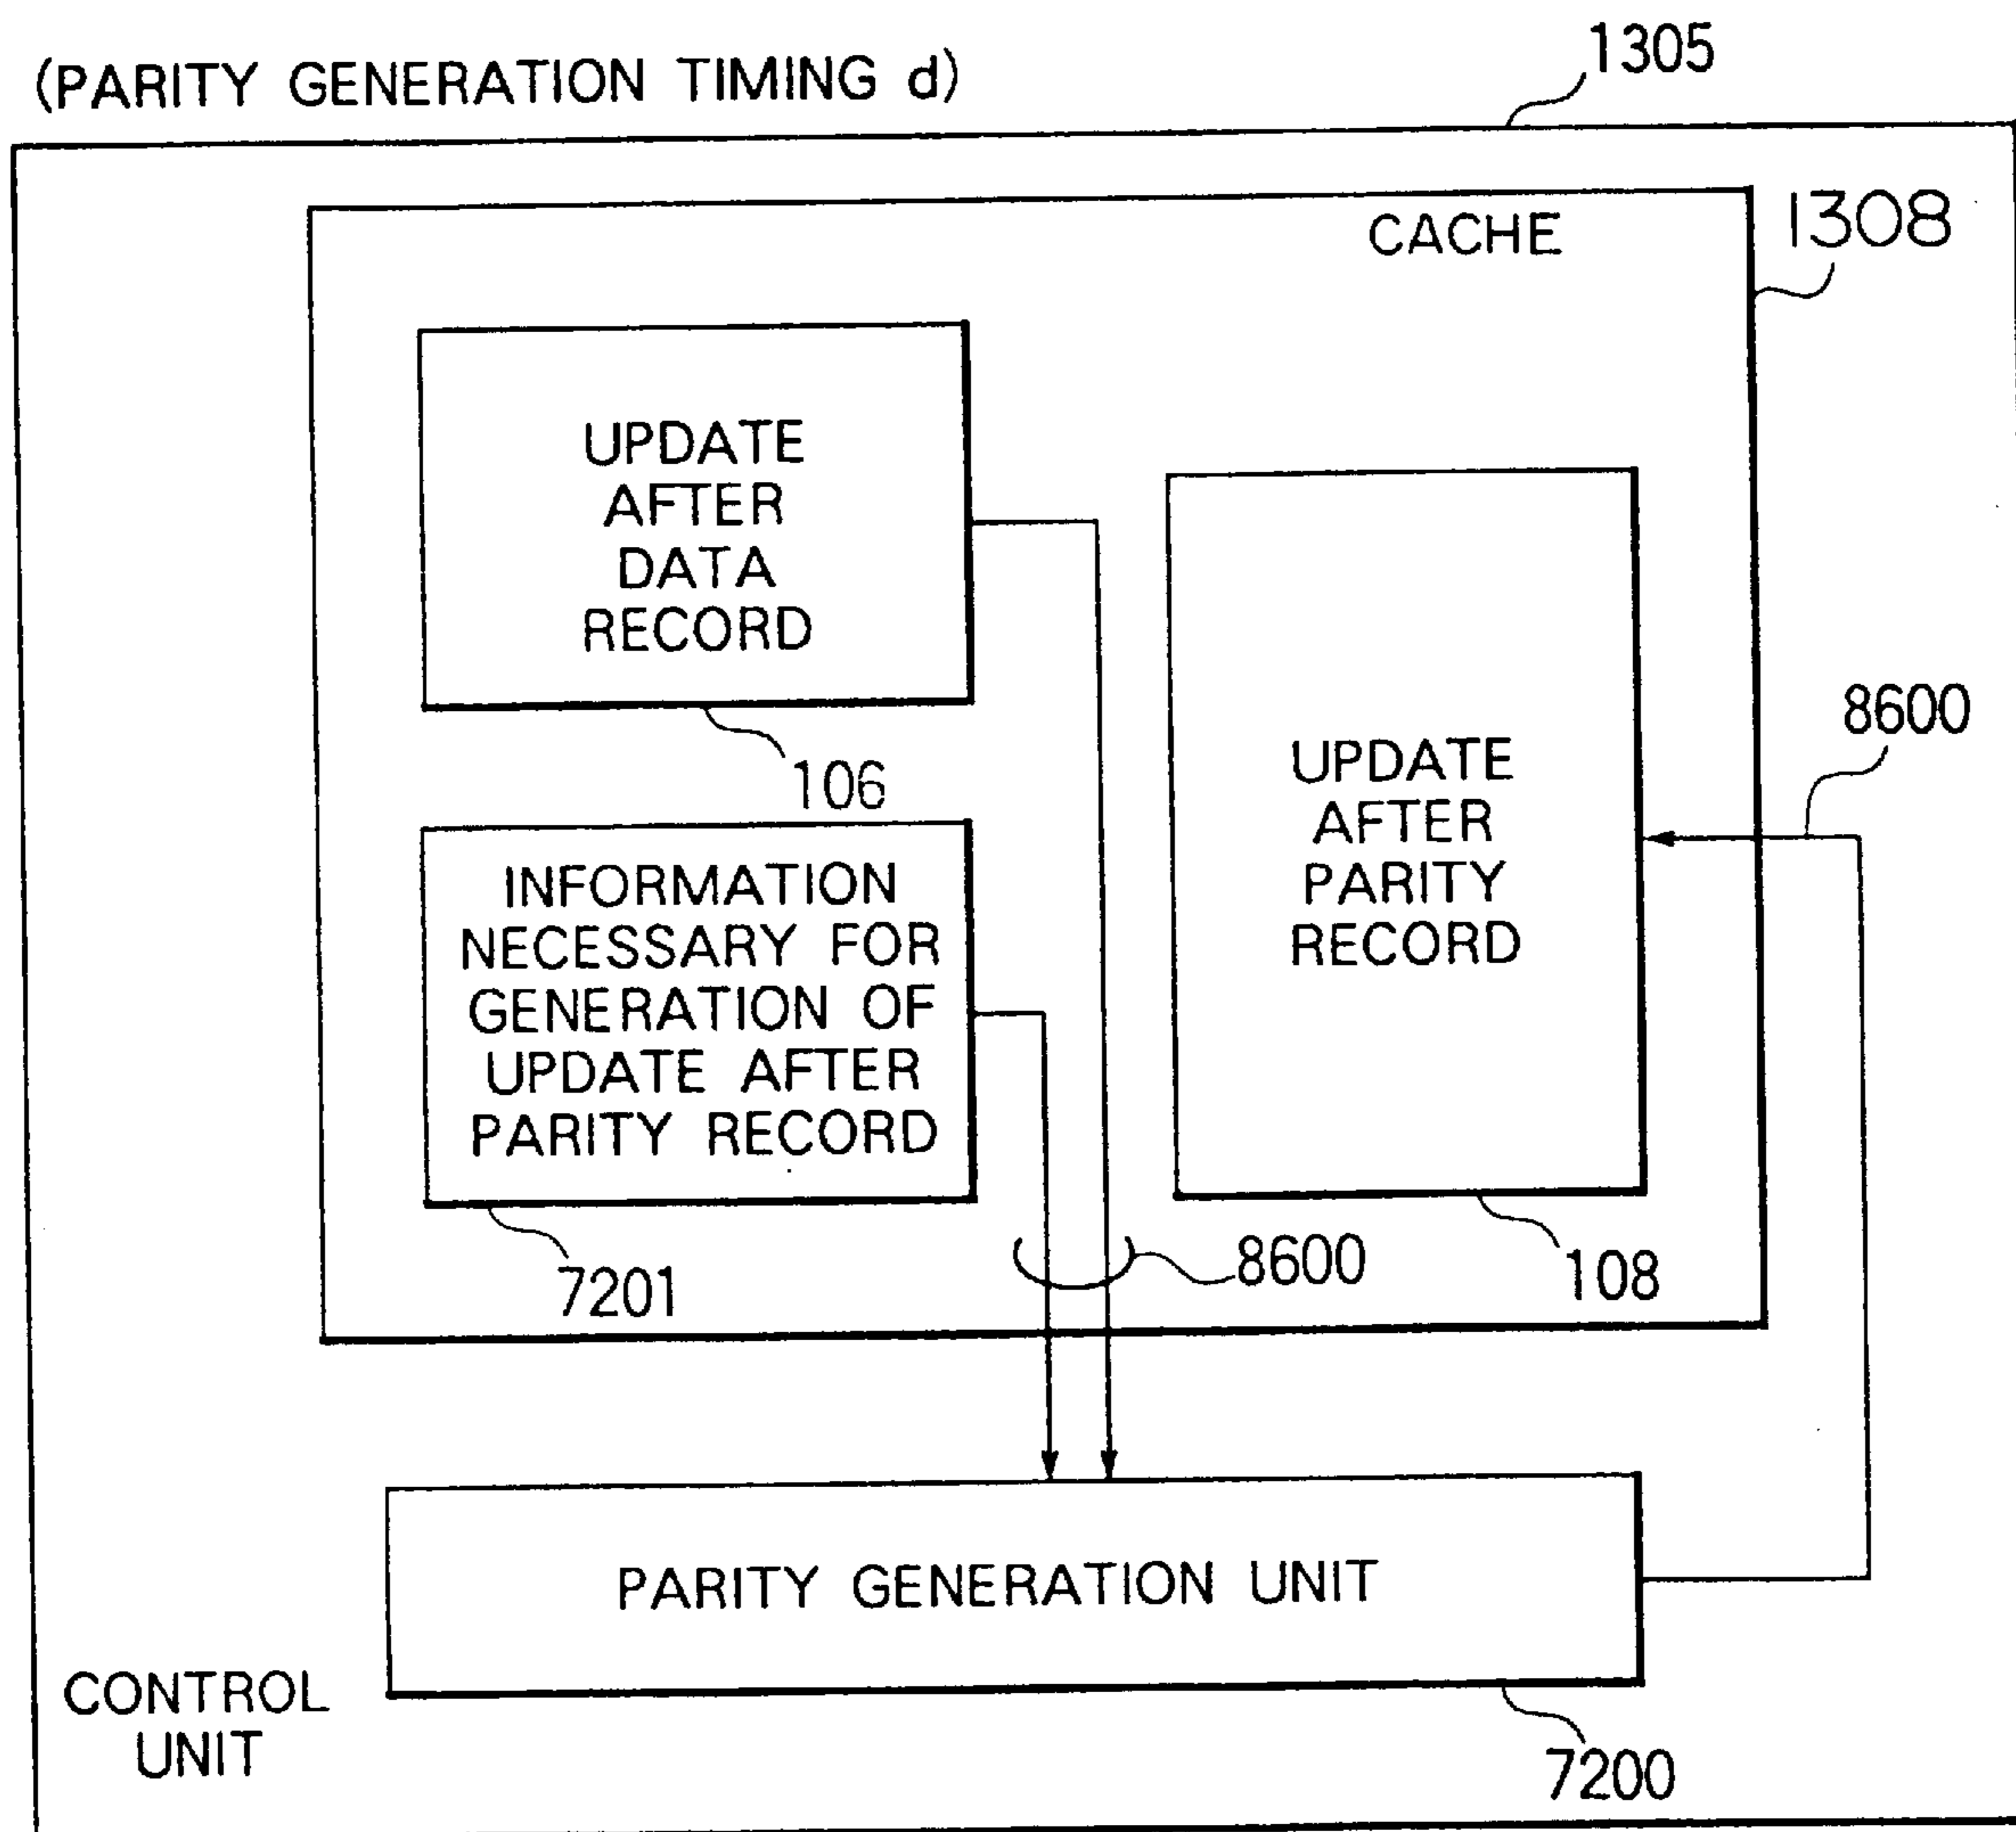 (PARITY GENERATION TIMING d)
1305
CACHE
1308
UPDATE
AFTER
DATA
RECORD
106
UPDATE
AFTER
PARITY
RECORD
8600
INFORMATION
NECESSARY FOR
GENERATION OF
UPDATE AFTER
PARITY RECORD
7201
8600
108
PARITY GENERATION UNIT
CONTROL
UNIT
7200